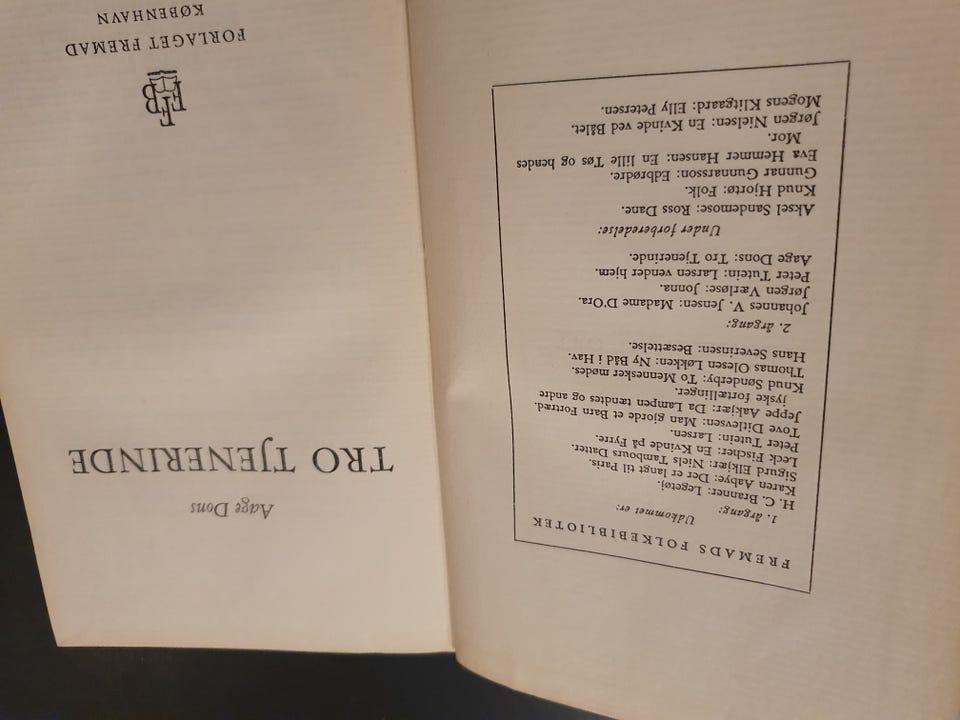 FREMADS FOLKEBIBLIOTEK
Udkommet er:
1. årgang:
H. C. Branner: Legetøj.
Karen Aabye: Der er langt til Paris.
Sigurd Elkjær: Niels Tambours Datter.
Leck Fischer: En Kvinde på Fyrre.
Peter Tutein: Larsen.
Tove Ditlevsen: Man gjorde et Barn Fortræd.
Jeppe Aakjær: Da Lampen tændtes og andre
jyske fortællinger.
Knud Sønderby: To Mennesker mødes.
Thomas Olesen Løkken: Ny Båd i Hav.
Hans Severinsen: Besættelse.
2. årgang:
Johannes V. Jensen: Madame D'Ora.
Jørgen Værløse: Jonna.
Peter Tutein: Larsen vender hjem.
Aage Dons: Tro Tjenerinde.
Under forberedelse:
Aksel Sandemose: Ross Dane.
Knud Hjortø: Folk.
Gunnar Gunnarsson: Edbrødre.
Eva Hemmer Hansen: En lille Tøs og hendes
Mor.
Jørgen Nielsen: En Kvinde ved Bålet.
Mogens Klitgaard: Elly Petersen.
Aage Dons
TRO TJENERINDE
FFB
FORLAGET FREMAD
KØBENHAVN